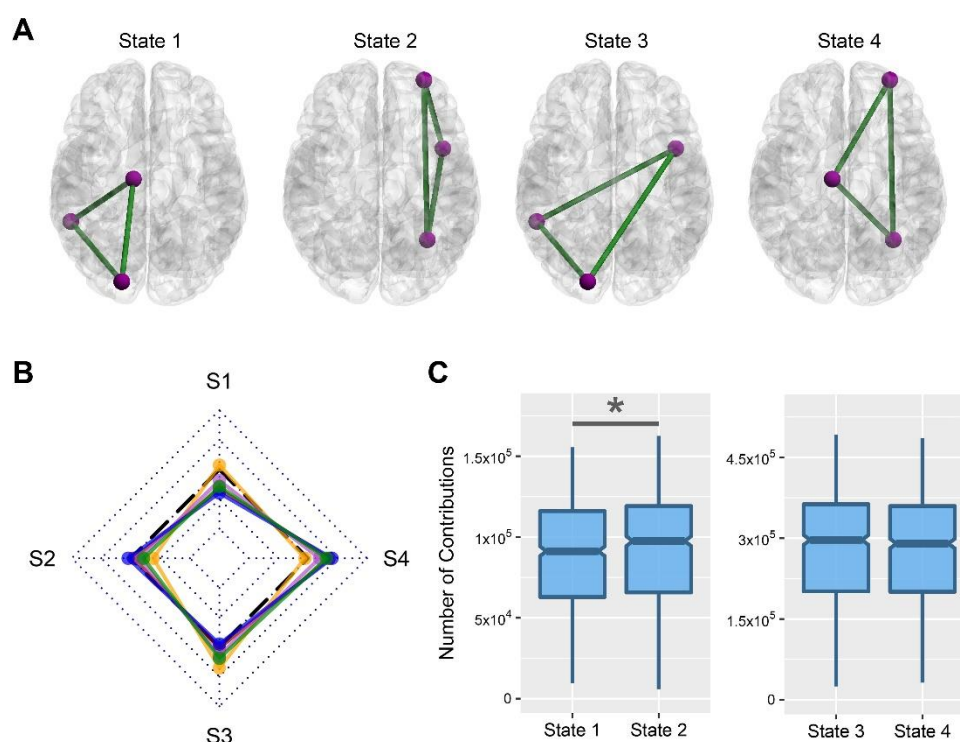 A
State 1
State 2
State 3
State 4
B
S1
S2
S4
S3
C
Number of Contributions
*
1.5x10⁵
1x10⁵
5x10⁴
0
State 1
State 2
4.5x10⁵
3x10⁵
1.5x10⁵
0
State 3
State 4